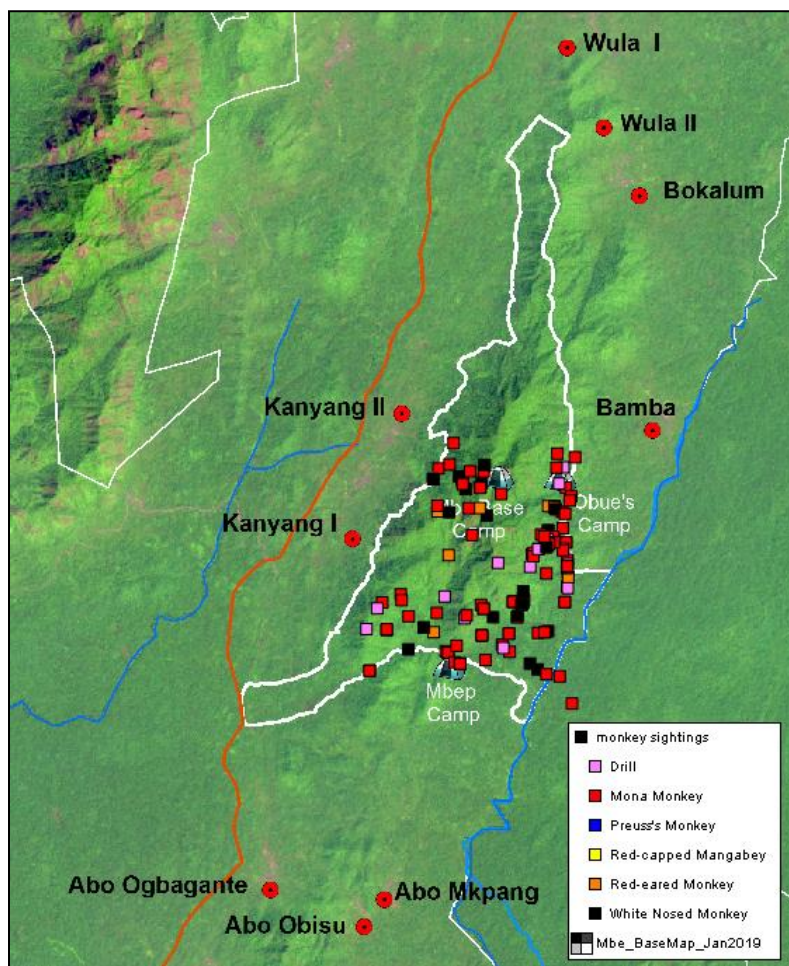 Wula I
Wula II
Bokalum
Kanyang II
Bamba
Base
Camp
Obue's
Camp
Kanyang I
Mbep
Camp
monkey sightings
Drill
Mona Monkey
Preuss's Monkey
Red-capped Mangabey
Red-eared Monkey
White Nosed Monkey
Mbe_BaseMap_Jan2019
Abo Ogbagante
Abo Mkpang
Abo Obisu